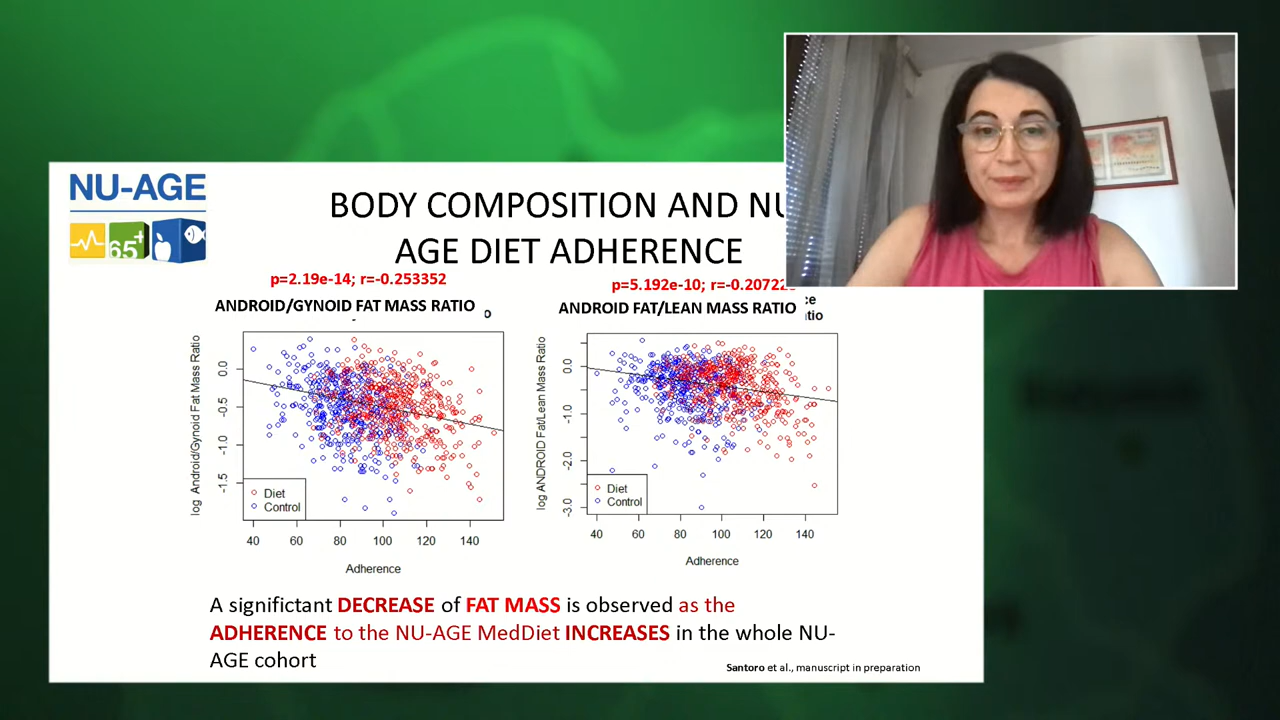 NU-AGE
65+
BODY COMPOSITION AND NU
AGE DIET ADHERENCE
p=2.19e-14; r=-0.253352
ANDROID/GYNOID FAT MASS RATIO
log Android/Gynoid Fat Mass Ratio
0.0
-0.5
-1.0
-1.5
Diet
Control
40 60 80 100 120 140
Adherence
p=5.192e-10; r=-0.20722
ANDROID FAT/LEAN MASS RATIO
log ANDROID Fat/Lean Mass Ratio
0.0
-1.0
-2.0
-3.0
Diet
Control
40 60 80 100 120 140
Adherence
A significtant DECREASE of FAT MASS is observed as the
ADHERENCE to the NU-AGE MedDiet INCREASES in the whole NU-
AGE cohort
Santoro et al., manuscript in preparation